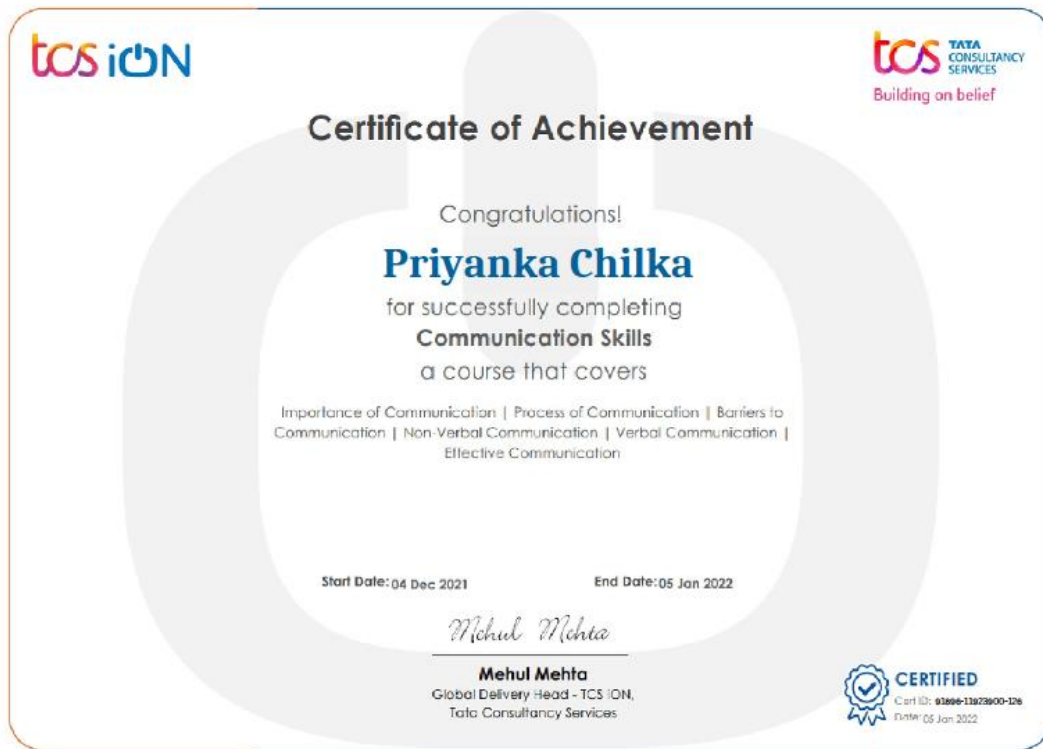 tcs iON
tcs TATA
CONSULTANCY
SERVICES
Building on belief
Certificate of Achievement
Congratulations!
Priyanka Chilka
for successfully completing
Communication Skills
a course that covers
Importance of Communication | Process of Communication | Barriers to
Communication | Non-Verbal Communication | Verbal Communication |
Effective Communication
Start Date: 04 Dec 2021
End Date: 05 Jan 2022
Mehul Mehta
Mehul Mehta
Global Delivery Head - TCS iON,
Tata Consultancy Services
CERTIFIED
Cert ID:
Date: 05 Jan 2022